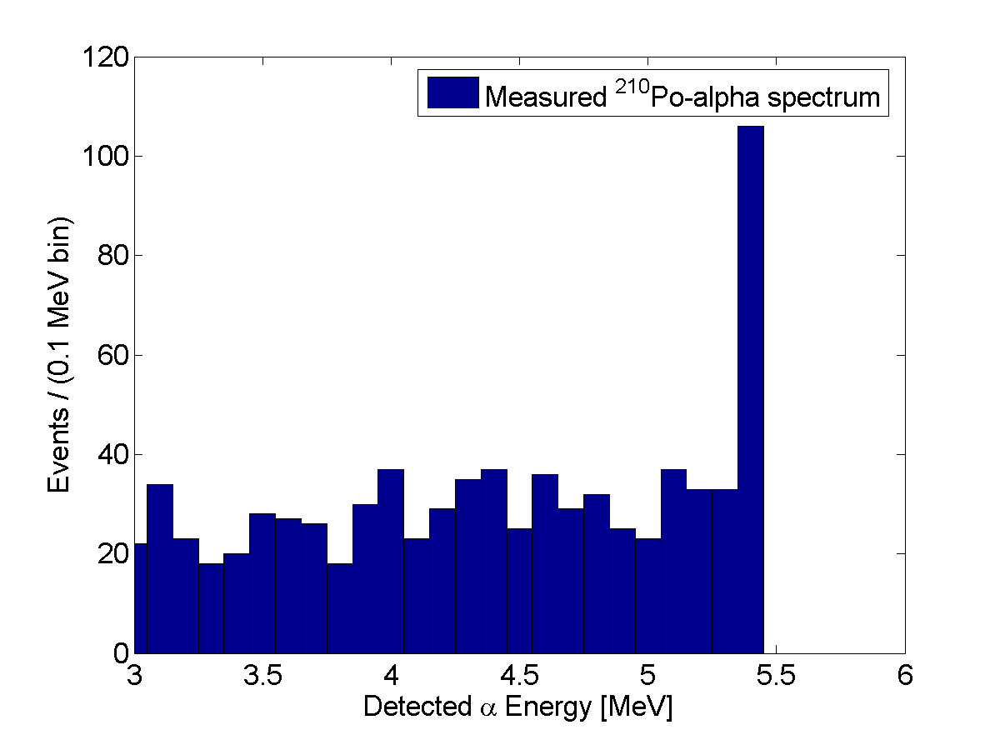 Measured ²¹⁰Po-alpha spectrum
Events / (0.1 MeV bin)
120
100
80
60
40
20
0
3 3.5 4 4.5 5 5.5 6
Detected α Energy [MeV]